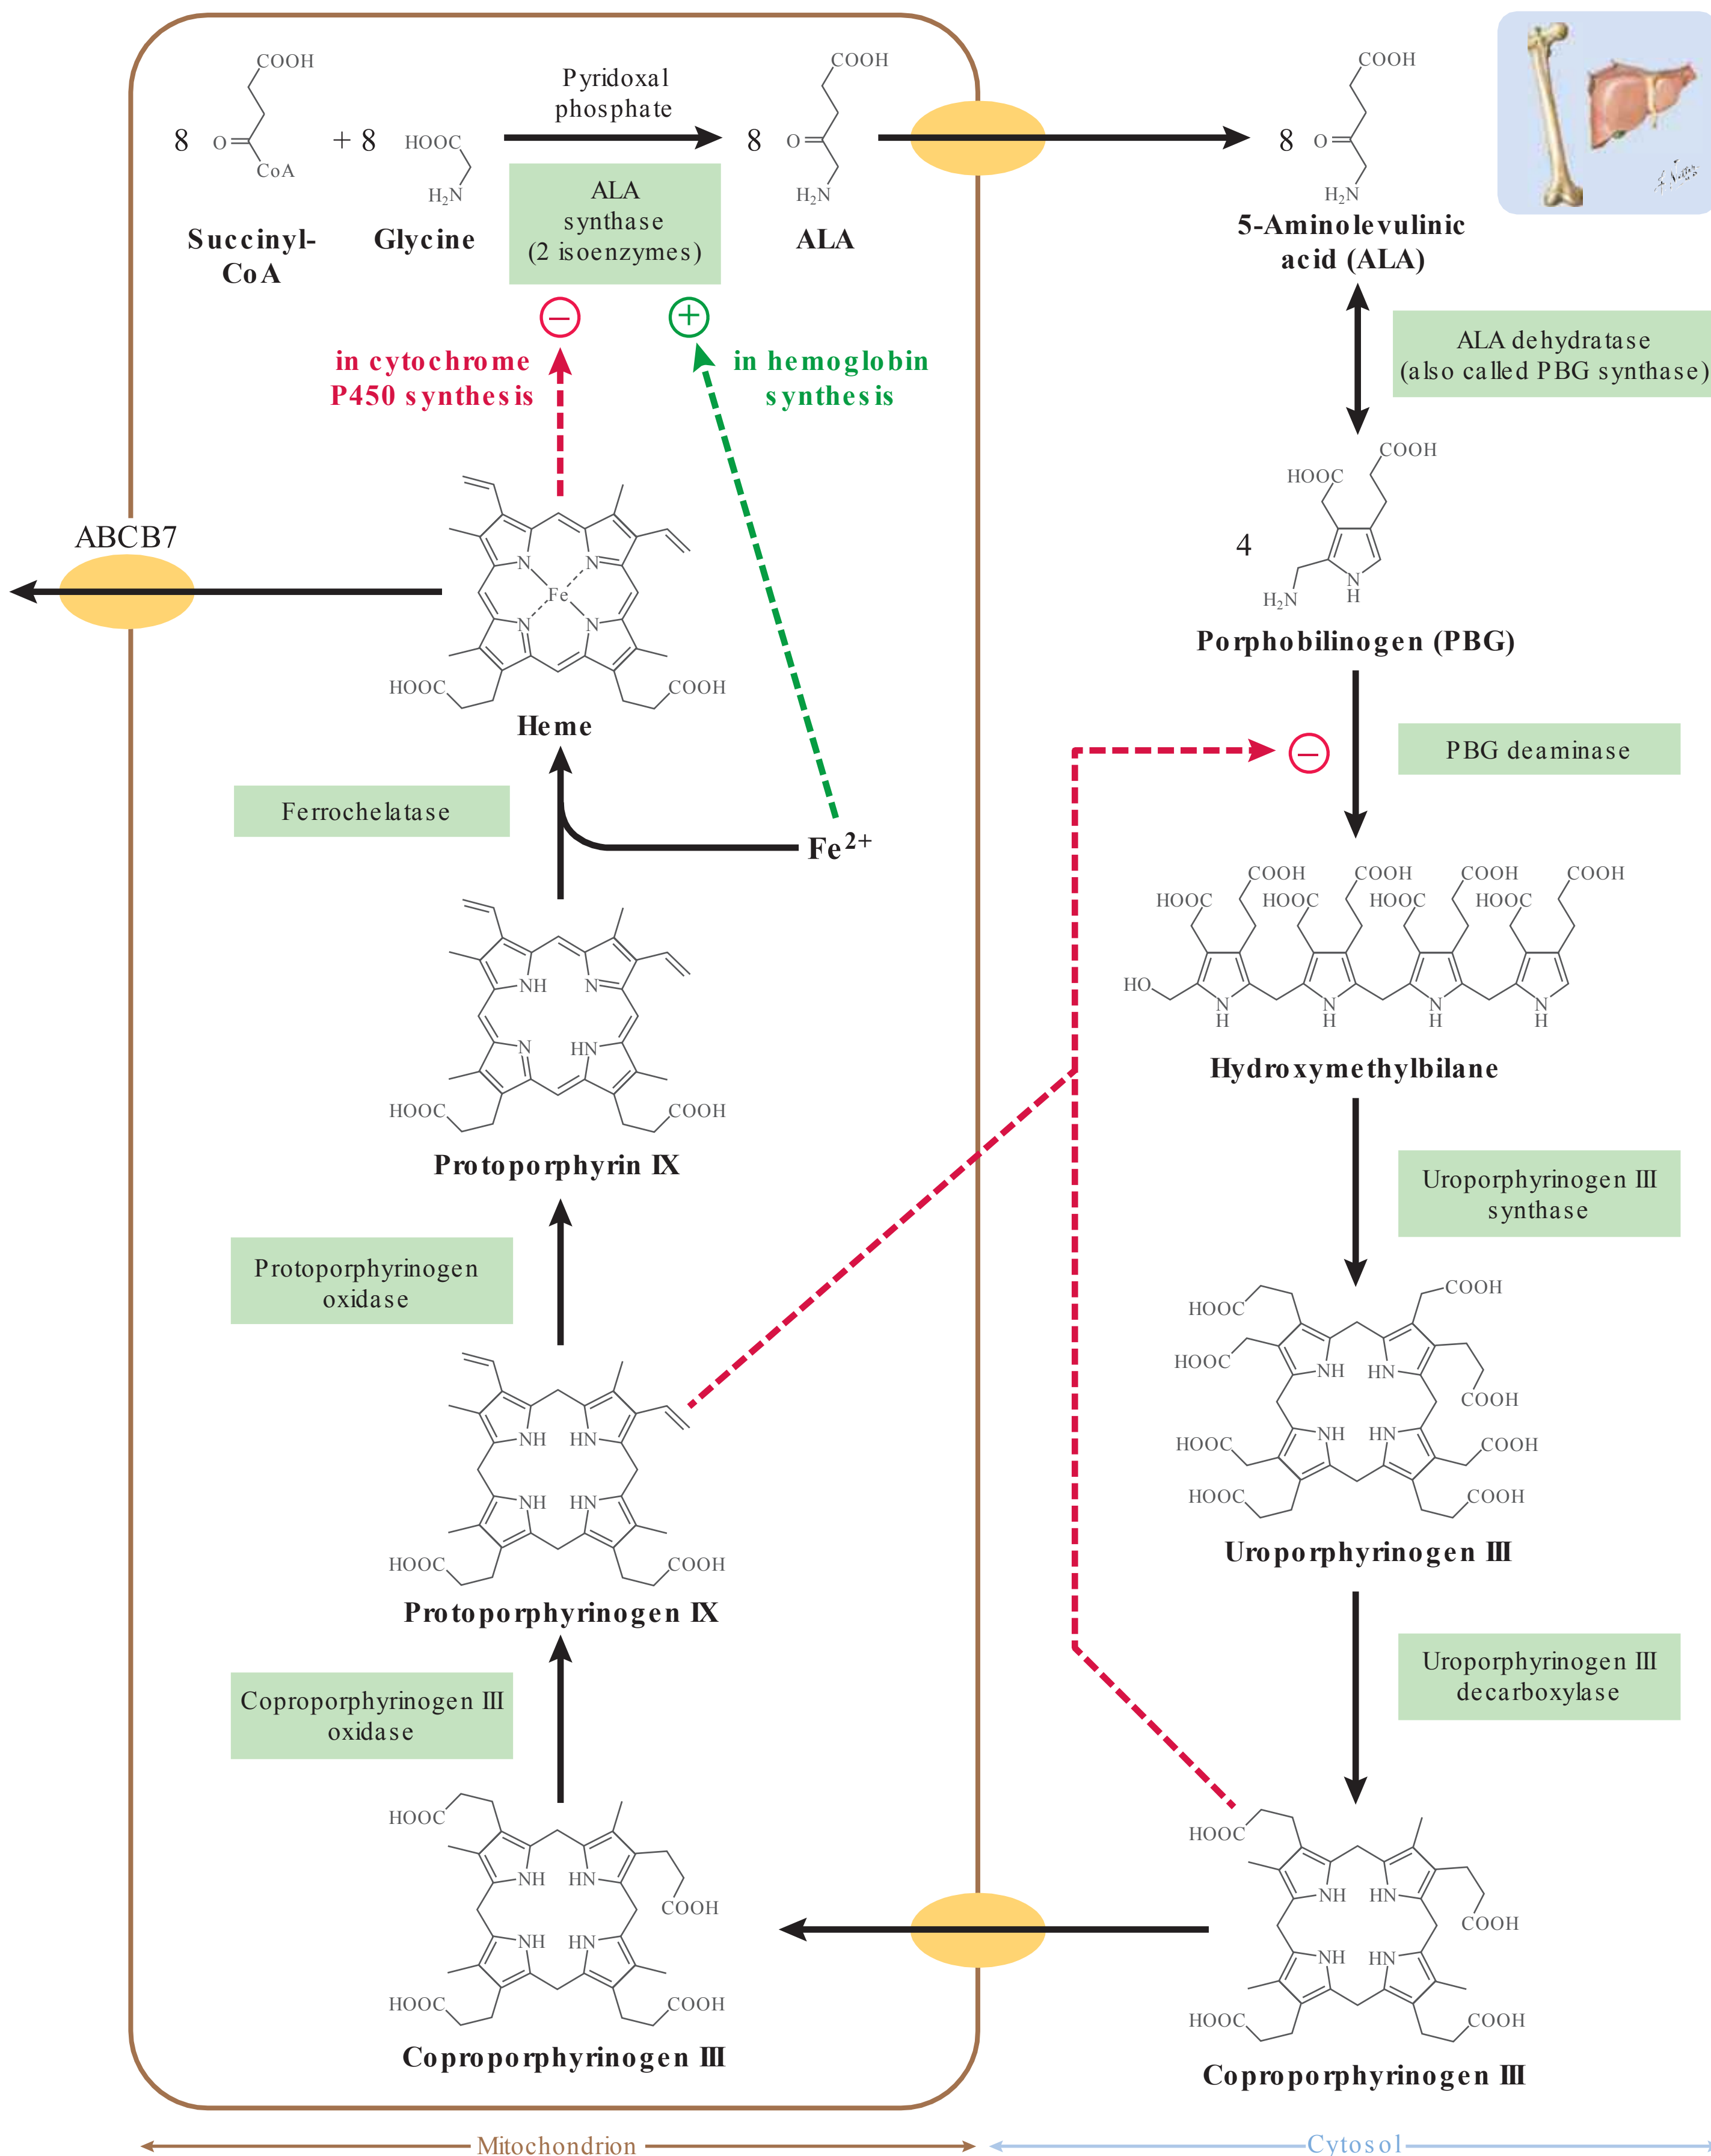 COOH
O
CoA
8
Succinyl-
CoA
+ 8
HOOC
H₂N
Glycine
Pyridoxal
phosphate
ALA
synthase
(2 isoenzymes)
8
COOH
O
H₂N
ALA
8
COOH
O
H₂N
5-Aminolevulinic
acid (ALA)
−
+
in cytochrome
P450 synthesis
in hemoglobin
synthesis
ALA dehydratase
(also called PBG synthase)
ABCB7
N
N
Fe
N
N
HOOC
COOH
Heme
COOH
HOOC
4
N
H
H₂N
Porphobilinogen (PBG)
−
PBG deaminase
Ferrochelatase
Fe²⁺
NH
N
N
HN
HOOC
COOH
Protoporphyrin IX
COOH COOH COOH COOH
HOOC HOOC HOOC HOOC
HO
N N N N
H H H H
Hydroxymethylbilane
Uroporphyrinogen III
synthase
Protoporphyrinogen
oxidase
NH HN
NH HN
HOOC COOH
Protoporphyrinogen IX
HOOC COOH
HOOC
NH HN
COOH
NH HN
HOOC COOH
HOOC COOH
Uroporphyrinogen III
Uroporphyrinogen III
decarboxylase
Coproporphyrinogen III
oxidase
HOOC
NH HN
COOH
NH HN
HOOC COOH
Coproporphyrinogen III
HOOC
NH HN
COOH
NH HN
HOOC COOH
Coproporphyrinogen III
Mitochondrion
Cytosol